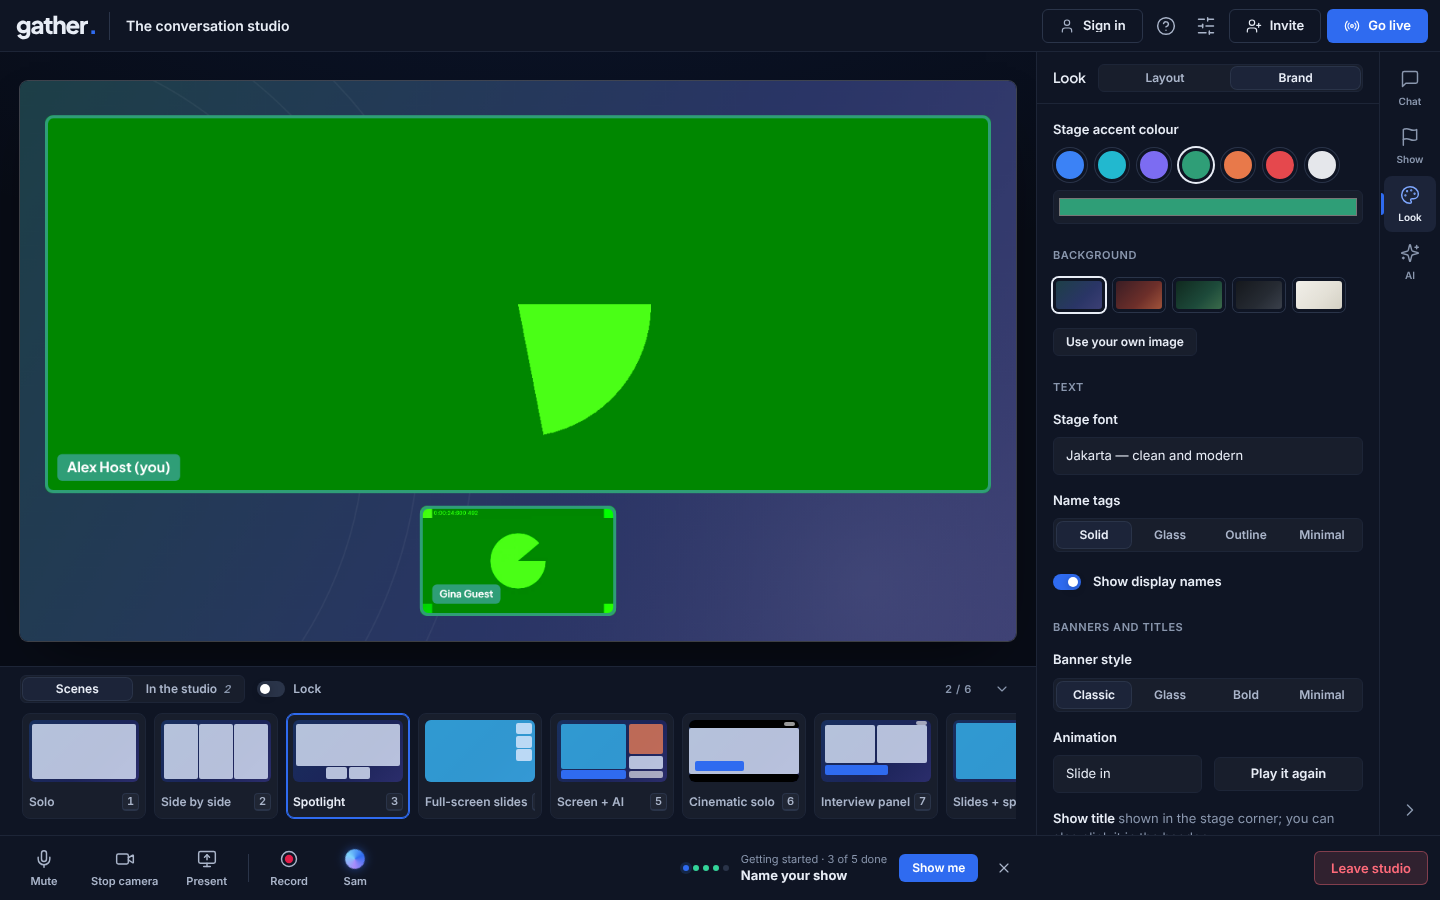 gather.
The conversation studio
Sign in
Invite
Go live
Look
Layout
Brand
Chat
Show
Look
AI
Stage accent colour
BACKGROUND
Use your own image
TEXT
Stage font
Jakarta — clean and modern
Name tags
Solid
Glass
Outline
Minimal
Show display names
BANNERS AND TITLES
Banner style
Classic
Glass
Bold
Minimal
Animation
Slide in
Play it again
Show title shown in the stage corner; you can
Alex Host (you)
Gina Guest
Scenes
In the studio 2
Lock
2 / 6
Solo 1
Side by side 2
Spotlight 3
Full-screen slides
Screen + AI 5
Cinematic solo 6
Interview panel 7
Slides + sp
Mute
Stop camera
Present
Record
Sam
Getting started · 3 of 5 done
Name your show
Show me
Leave studio